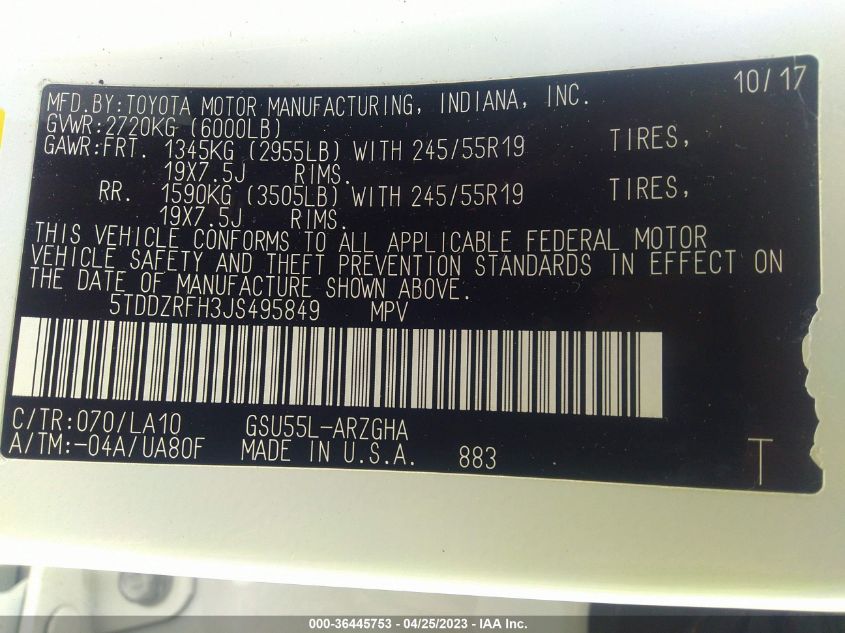 10/17
MFD.BY:TOYOTA MOTOR MANUFACTURING, INDIANA, INC.
GVWR:2720KG (6000LB)
GAWR:FRT. 1345KG (2955LB) WITH 245/55R19 TIRES,
19X7.5J RIMS.
RR. 1590KG (3505LB) WITH 245/55R19 TIRES,
19X7.5J RIMS.
THIS VEHICLE CONFORMS TO ALL APPLICABLE FEDERAL MOTOR
VEHICLE SAFETY AND THEFT PREVENTION STANDARDS IN EFFECT ON
THE DATE OF MANUFACTURE SHOWN ABOVE.
5TDDZRFH3JS495849 MPV
C/TR:070/LA10 GSU55L-ARZGHA
A/TM:-04A/UA80F MADE IN U.S.A. 883 T
000-36445753 - 04/25/2023 - IAA Inc.